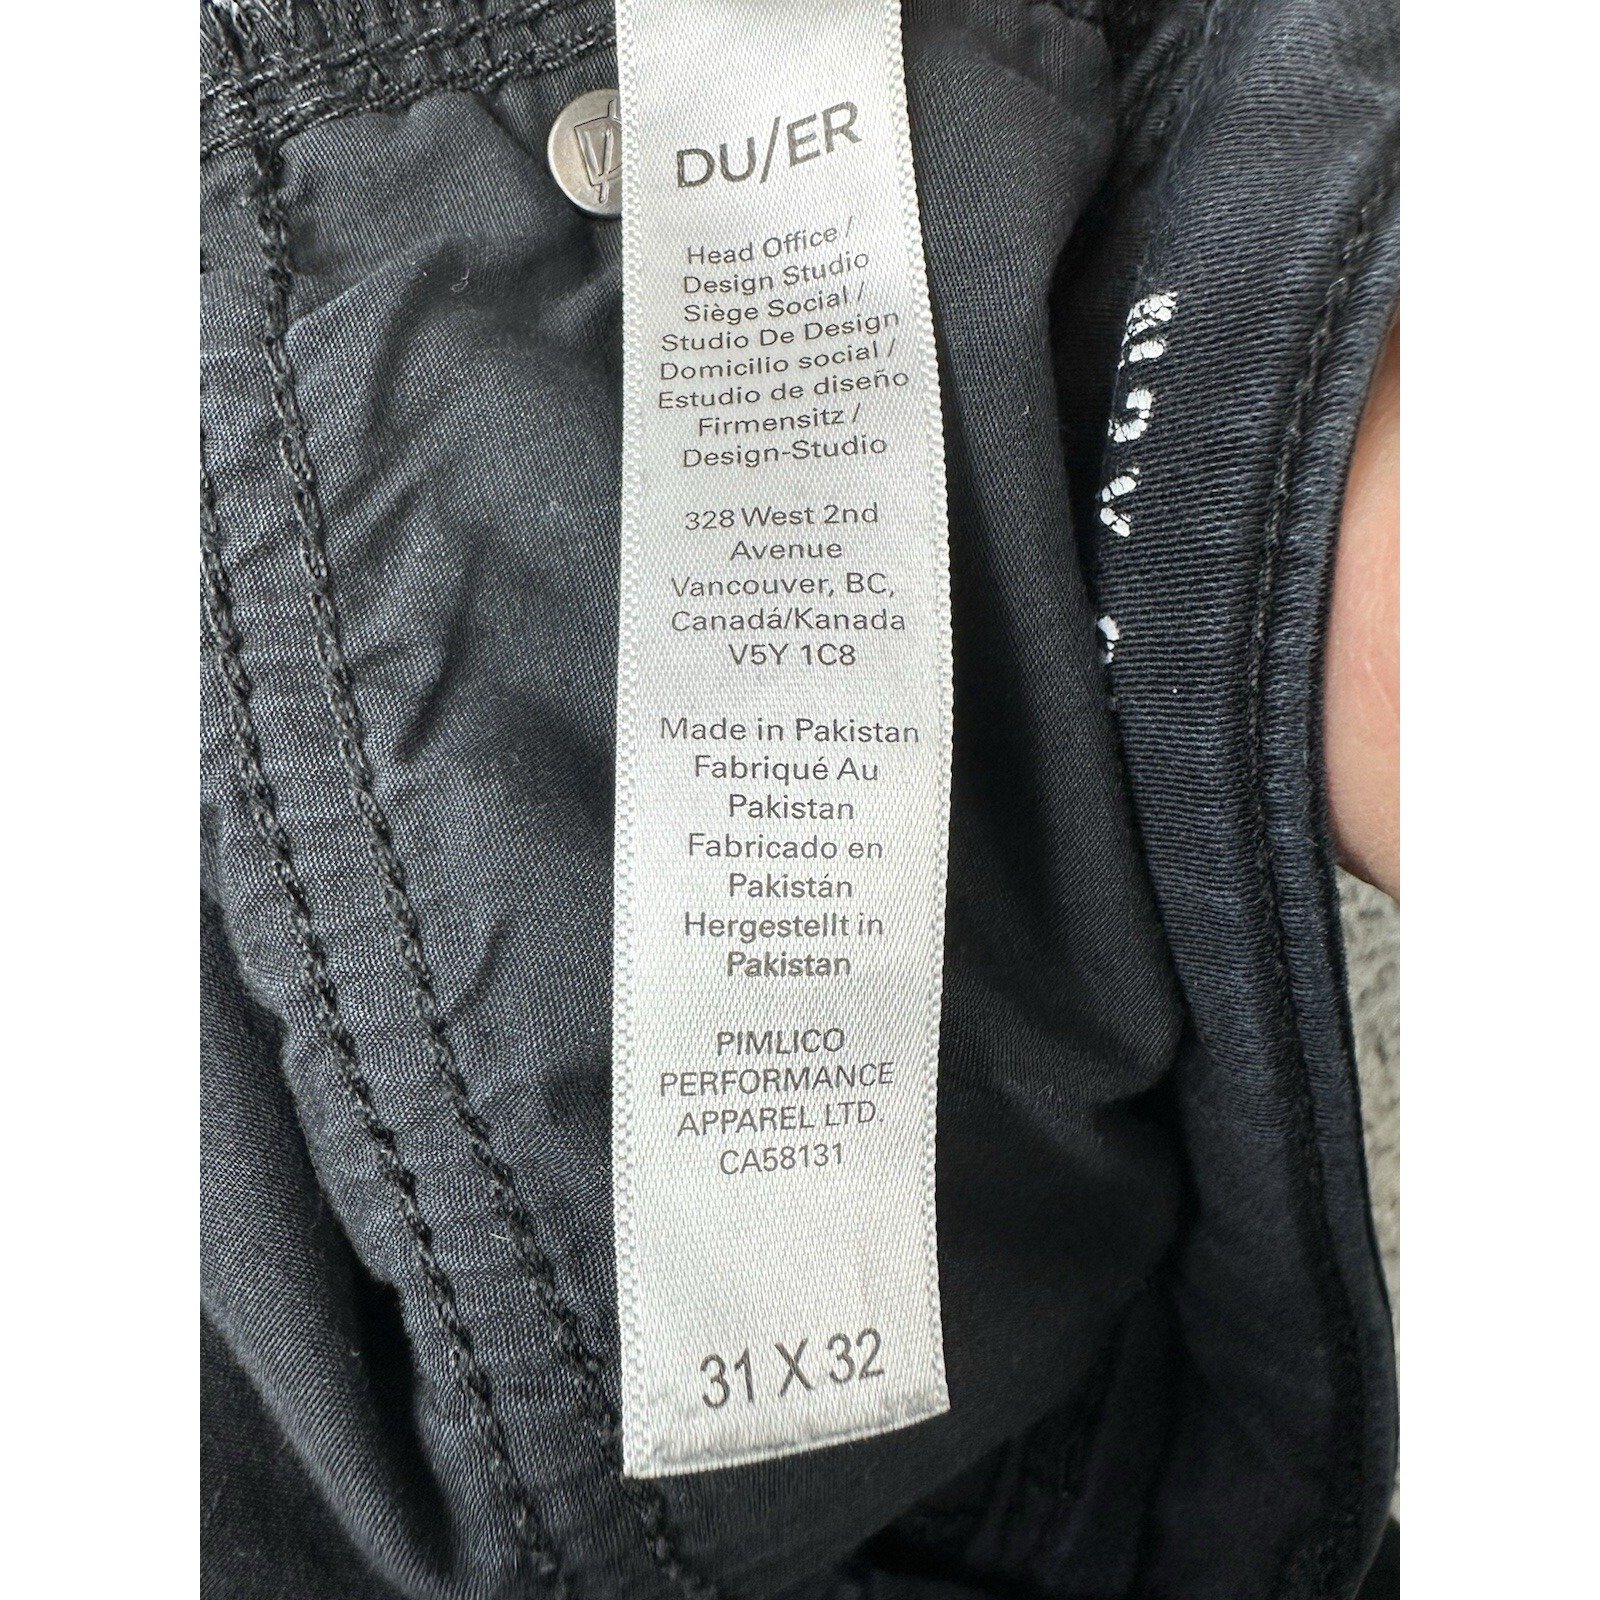 DU/ER
Head Office /
Design Studio
Siège Social /
Studio De Design
Domicilio social /
Estudio de diseño
Firmensitz /
Design-Studio
328 West 2nd
Avenue
Vancouver, BC,
Canadá/Kanada
V5Y 1C8
Made in Pakistan
Fabriqué Au
Pakistan
Fabricado en
Pakistán
Hergestellt in
Pakistan
PIMLICO
PERFORMANCE
APPAREL LTD.
CA58131
31 X 32